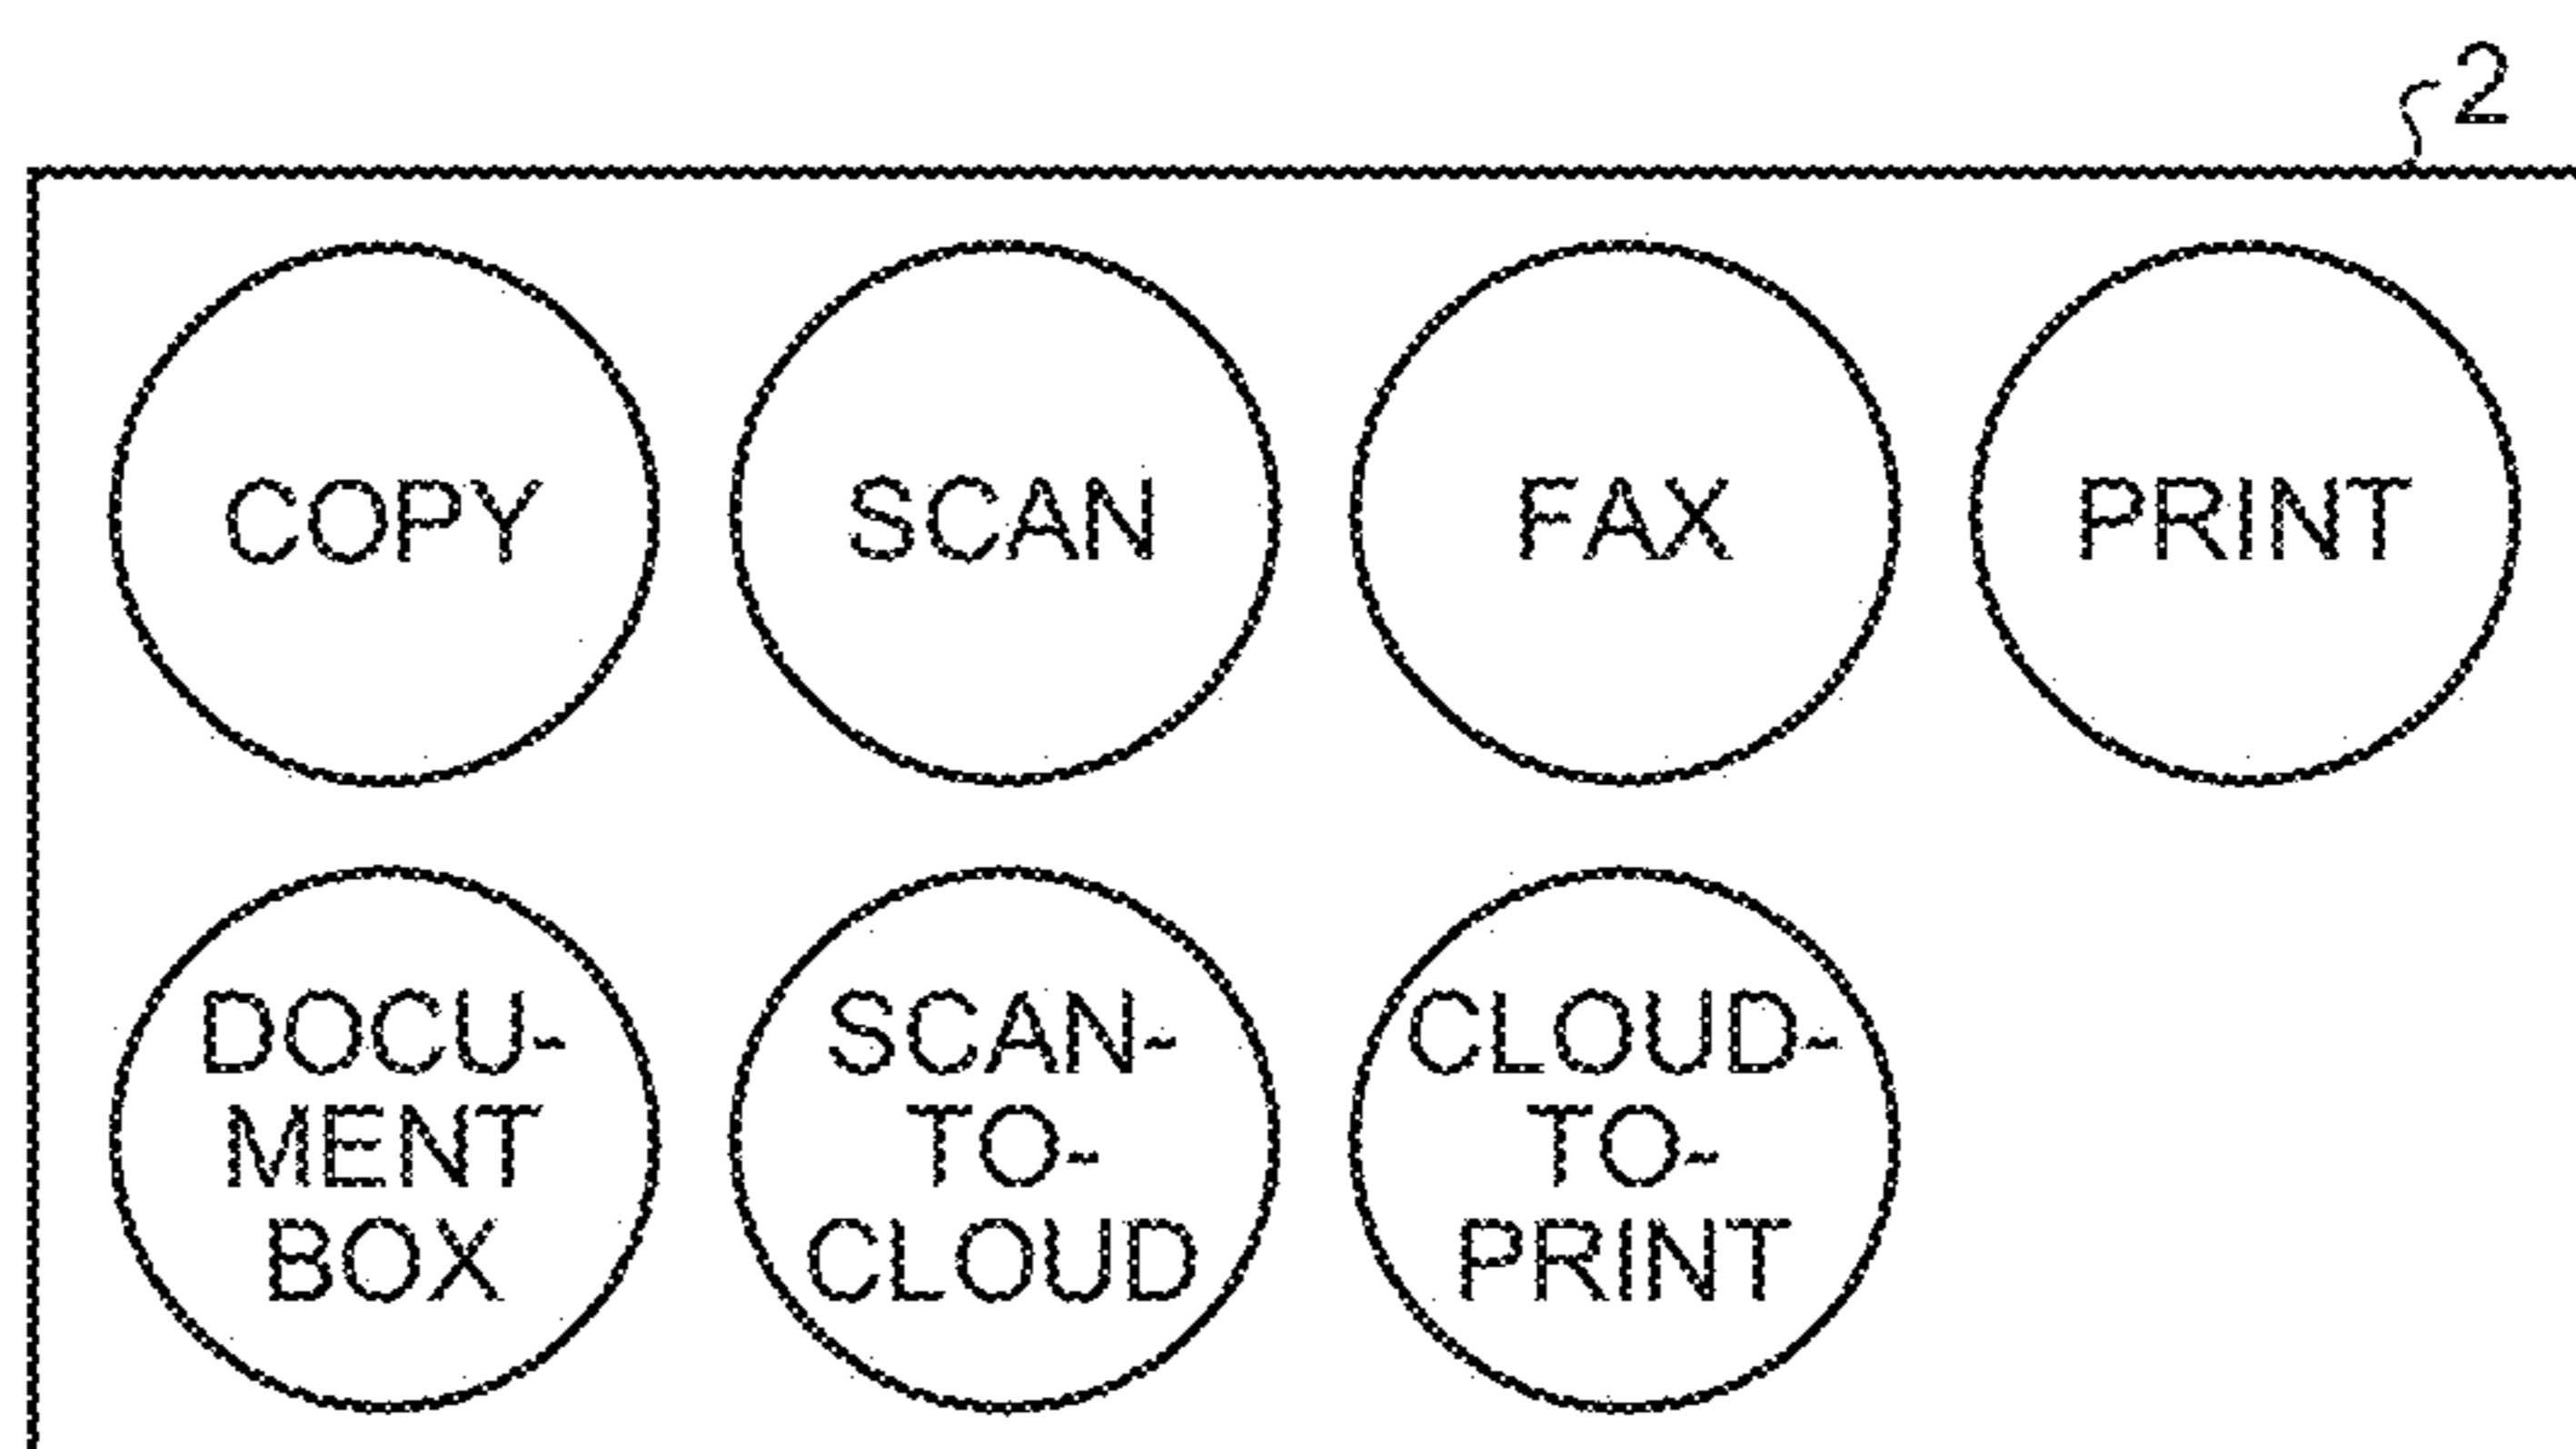 2
COPY
SCAN
FAX
PRINT
DOCU-
MENT
BOX
SCAN-
TO-
CLOUD
CLOUD-
TO-
PRINT